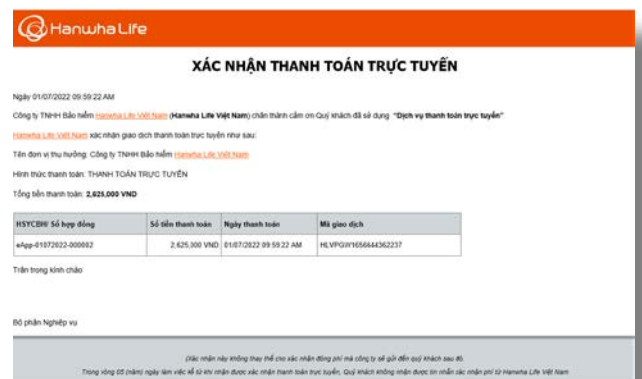 Hanwha Life
XÁC NHẬN THANH TOÁN TRỰC TUYẾN
Ngày 01/07/2022 09:59:22 AM
Công ty TNHH Bảo hiểm Hanwha Life Việt Nam (Hanwha Life Việt Nam) chân thành cảm ơn Quý khách đã sử dụng "Dịch vụ thanh toán trực tuyến"
Hanwha Life Việt Nam xác nhận giao dịch thanh toán trực tuyến như sau:
Tên đơn vị thụ hưởng: Công ty TNHH Bảo hiểm Hanwha Life Việt Nam
Hình thức thanh toán: THANH TOÁN TRỰC TUYẾN
Tổng tiền thanh toán: 2,625,000 VND
HSYCBH/ Số hợp đồng Số tiền thanh toán Ngày thanh toán Mã giao dịch
eApp-01072022-000002 2,625,000 VND 01/07/2022 09:59:22 AM HLVPGW1656644362237
Trân trọng kính chào
Bộ phận Nghiệp vụ
(Xác nhận này không thay thế cho xác nhận đóng phí mà công ty sẽ gửi đến quý khách sau đó.
Trong vòng 05 (năm) ngày làm việc kể từ khi nhận được xác nhận thanh toán trực tuyến, Quý khách không nhận được tin nhắn xác nhận phí từ Hanwha Life Việt Nam